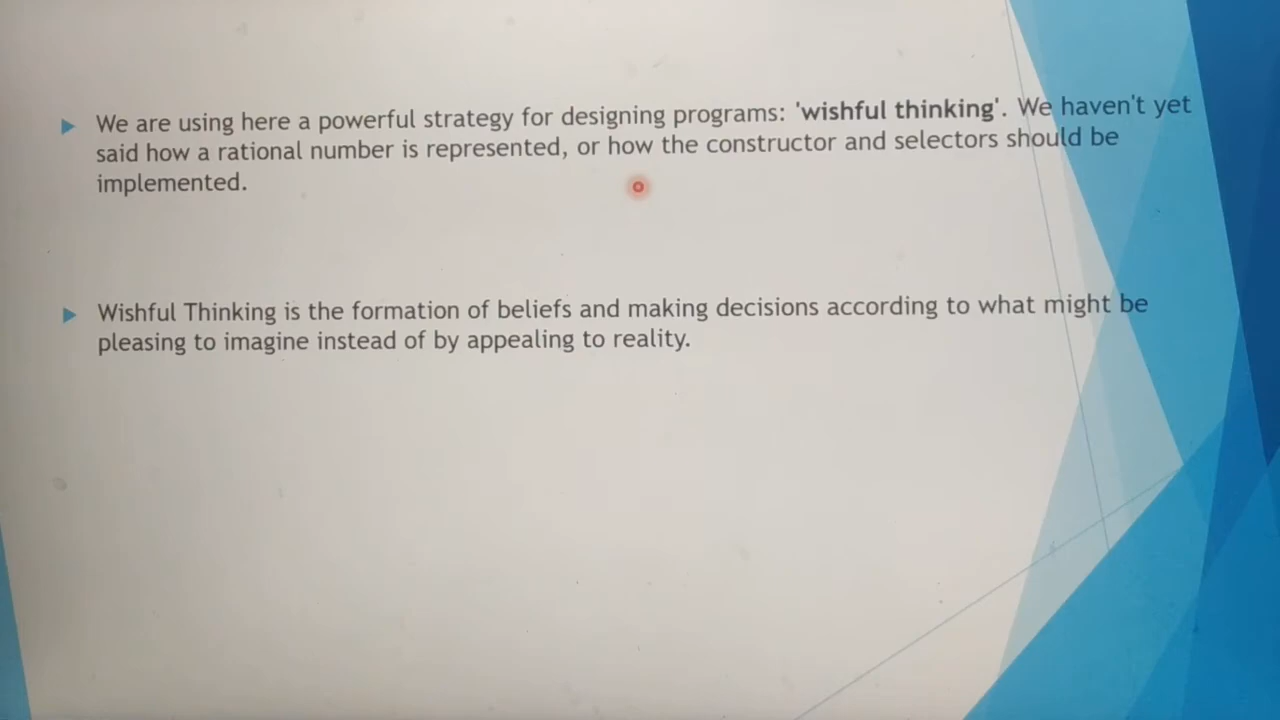 We are using here a powerful strategy for designing programs: 'wishful thinking'. We haven't yet
said how a rational number is represented, or how the constructor and selectors should be
implemented.
Wishful Thinking is the formation of beliefs and making decisions according to what might be
pleasing to imagine instead of by appealing to reality.